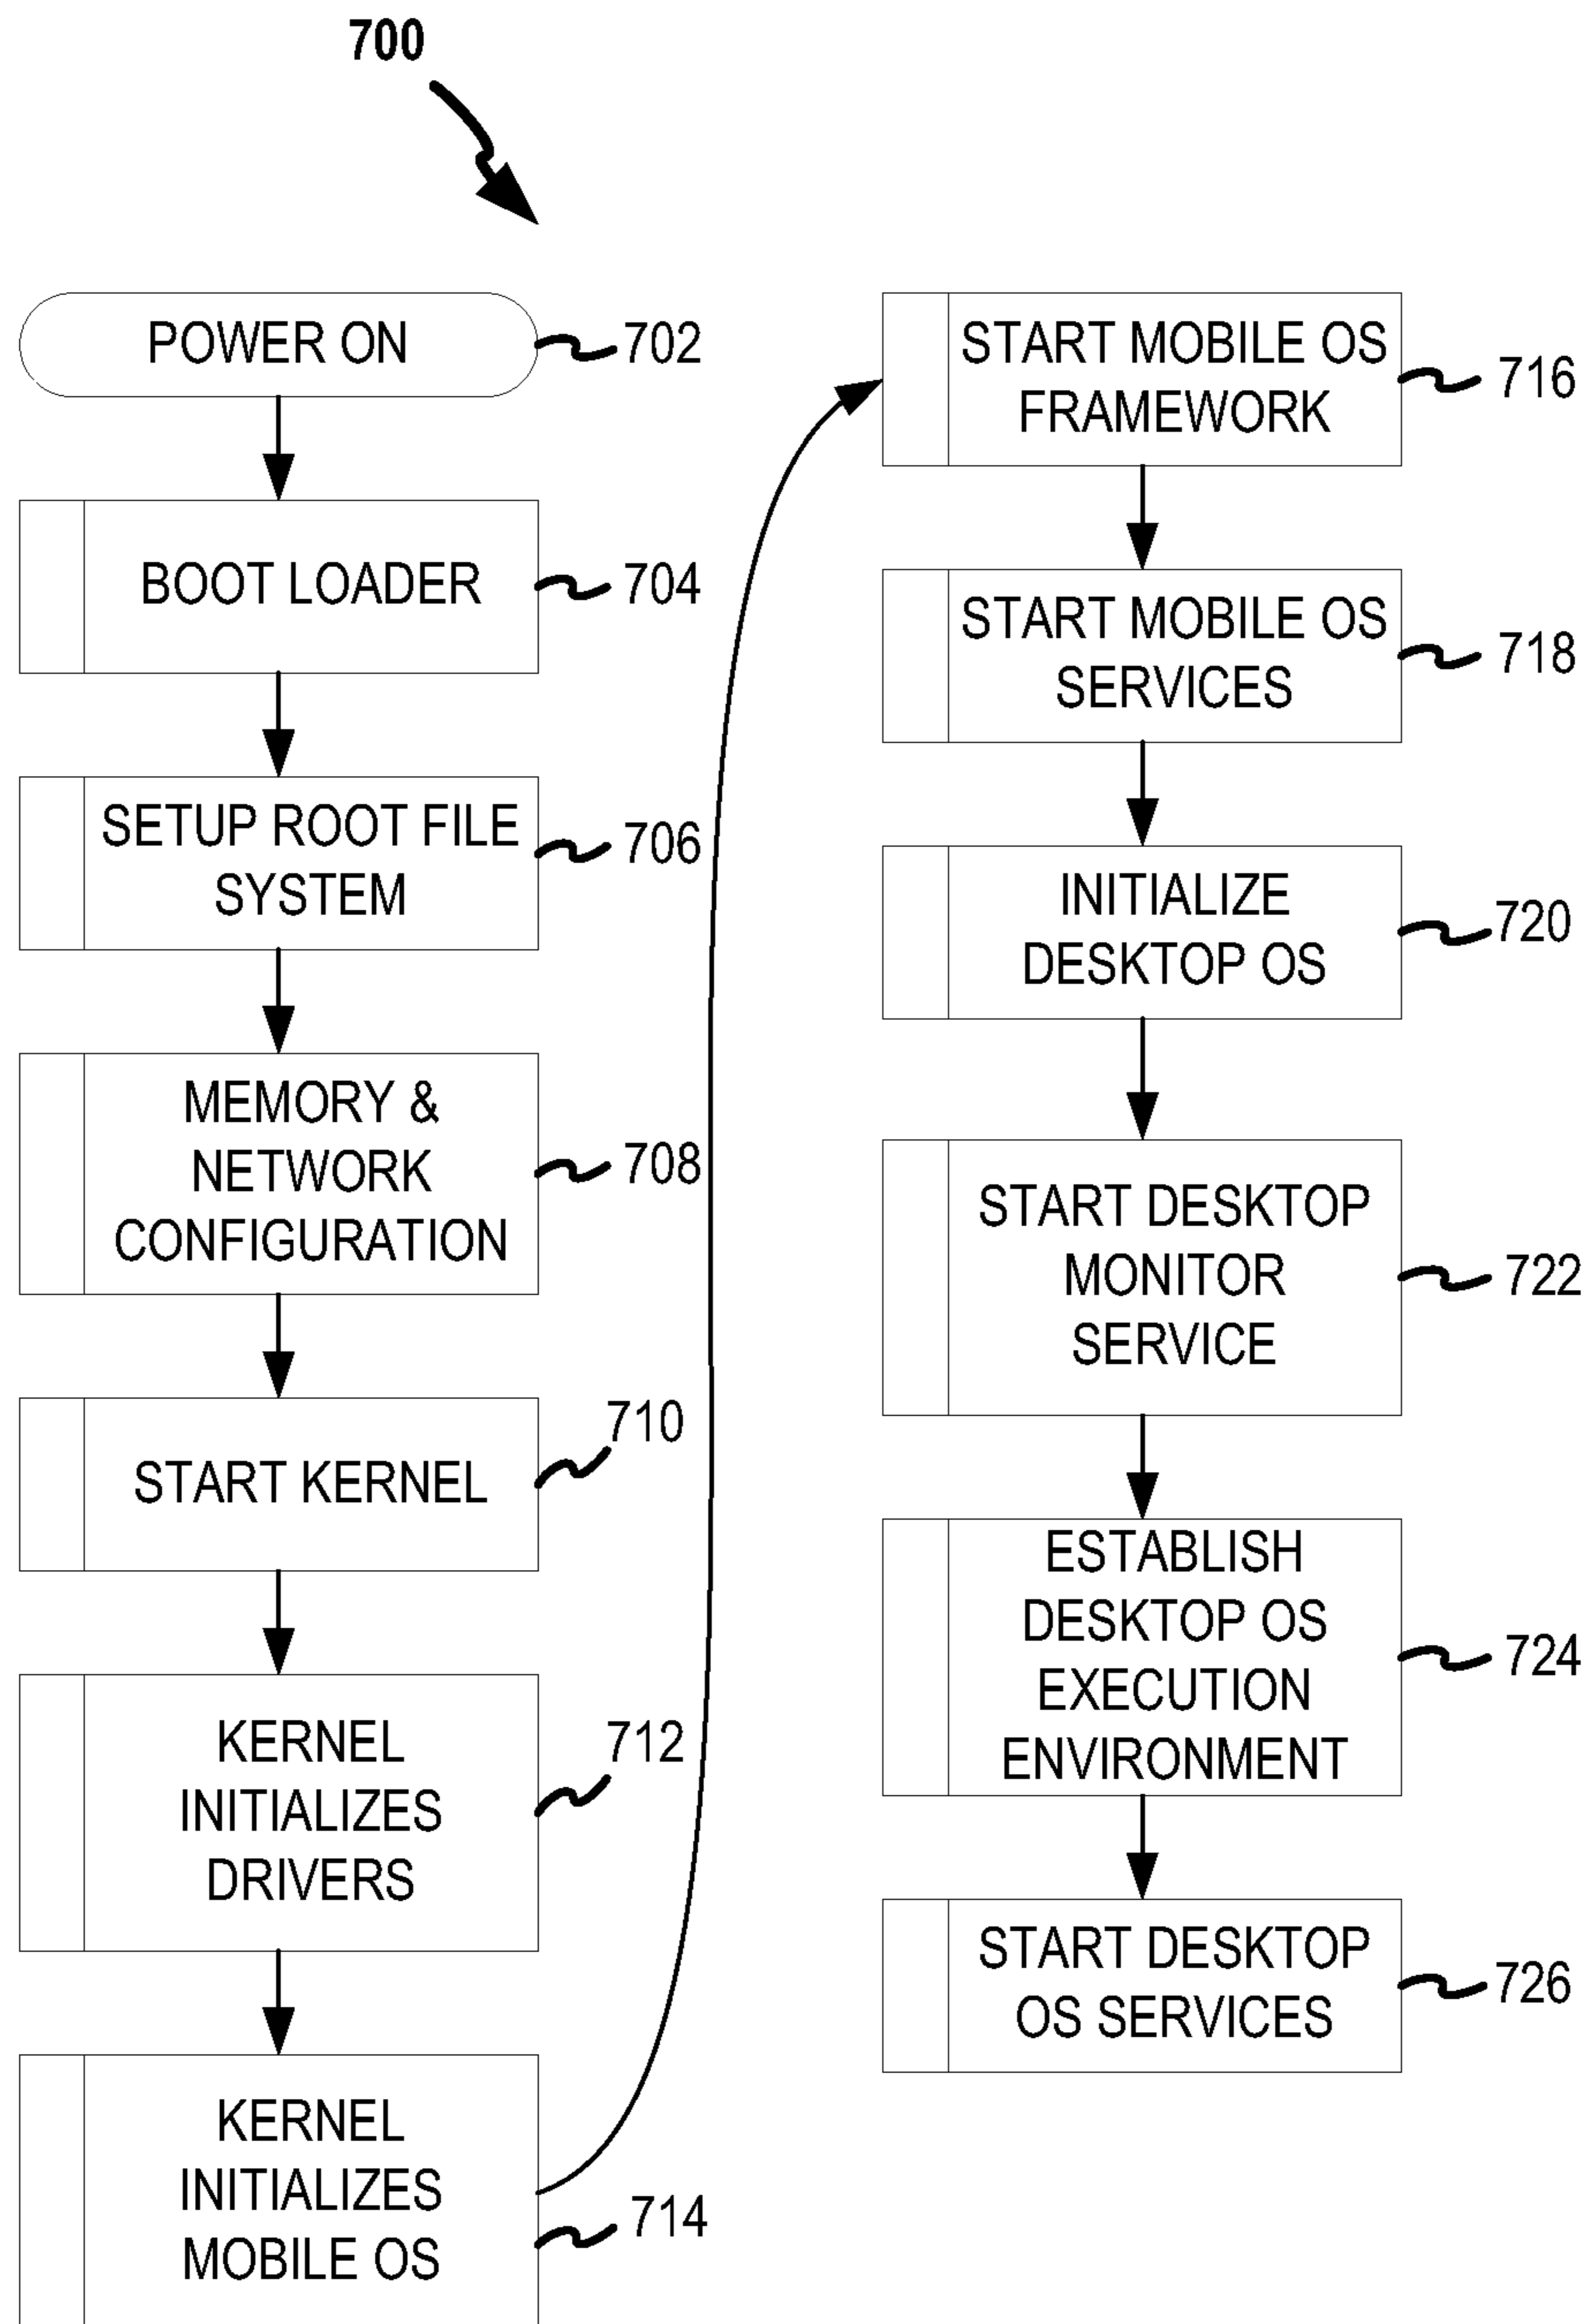 700
POWER ON
702
BOOT LOADER
704
SETUP ROOT FILE
SYSTEM
706
MEMORY &
NETWORK
CONFIGURATION
708
START KERNEL
710
KERNEL
INITIALIZES
DRIVERS
712
KERNEL
INITIALIZES
MOBILE OS
714
START MOBILE OS
FRAMEWORK
716
START MOBILE OS
SERVICES
718
INITIALIZE
DESKTOP OS
720
START DESKTOP
MONITOR
SERVICE
722
ESTABLISH
DESKTOP OS
EXECUTION
ENVIRONMENT
724
START DESKTOP
OS SERVICES
726